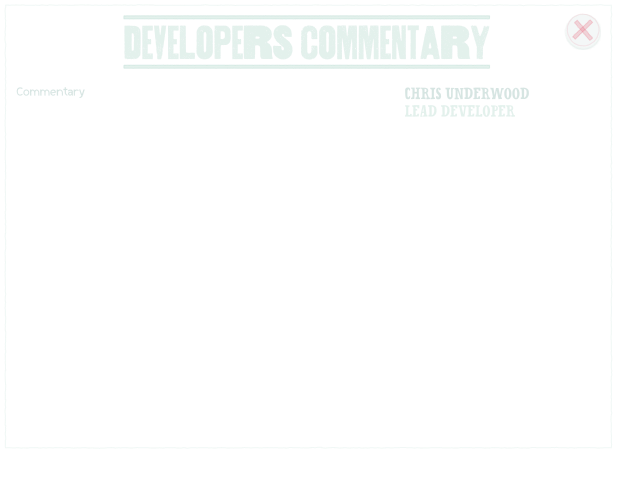 DEVELOPERS COMMENTARY
Commentary
CHRIS UNDERWOOD
LEAD DEVELOPER